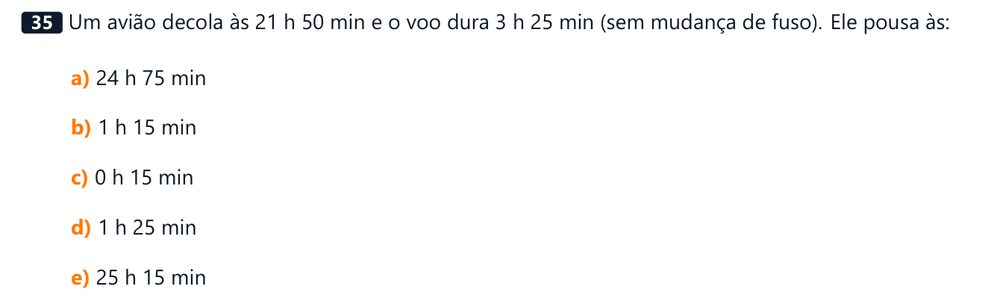 35 Um avião decola às 21 h 50 min e o voo dura 3 h 25 min (sem mudança de fuso). Ele pousa às:
a) 24 h 75 min
b) 1 h 15 min
c) 0 h 15 min
d) 1 h 25 min
e) 25 h 15 min